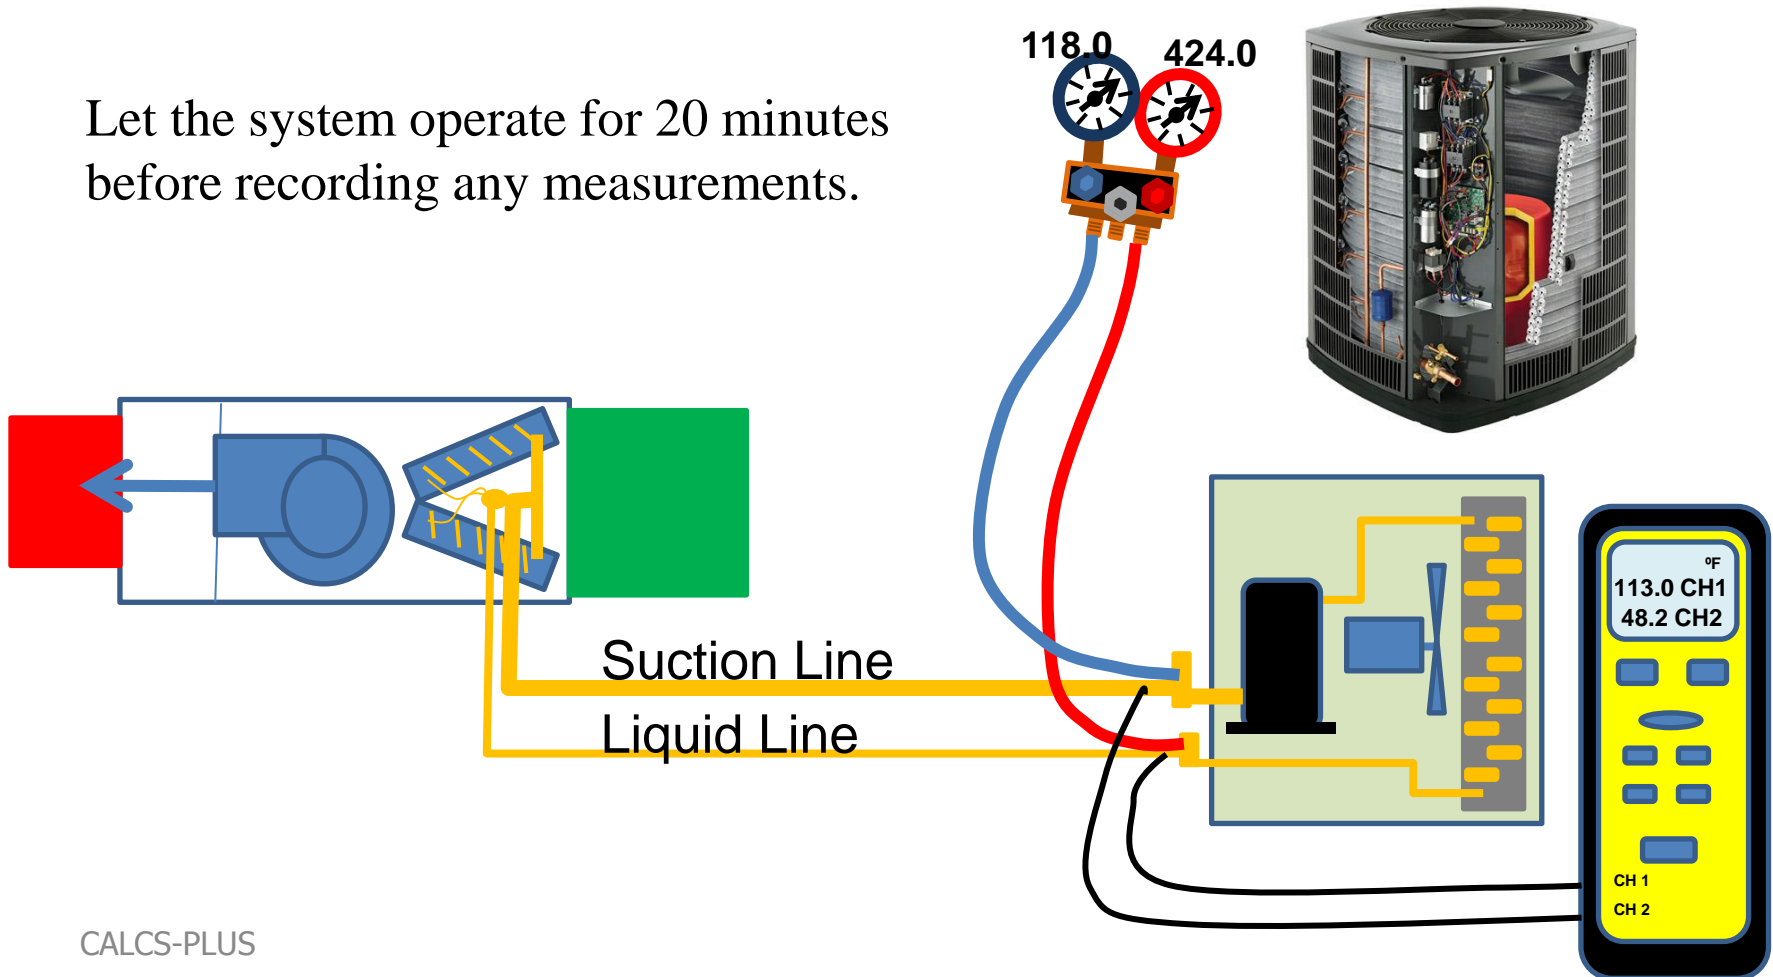 118.0
424.0
Let the system operate for 20 minutes
before recording any measurements.
ºF
113.0 CH1
48.2 CH2
Suction Line
Liquid Line
CH 1
CH 2
CALCS-PLUS